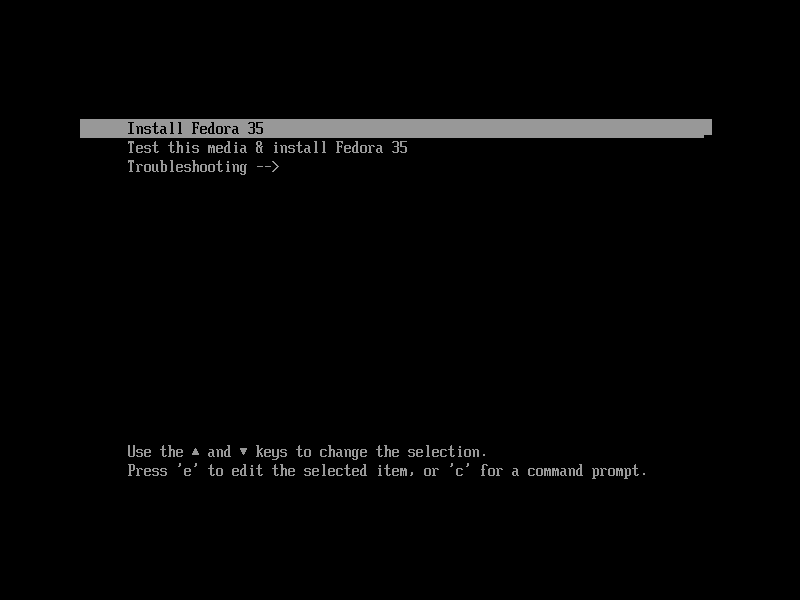 Install Fedora 35
Test this media & install Fedora 35
Troubleshooting -->
Use the ▲ and ▼ keys to change the selection.
Press 'e' to edit the selected item, or 'c' for a command prompt.